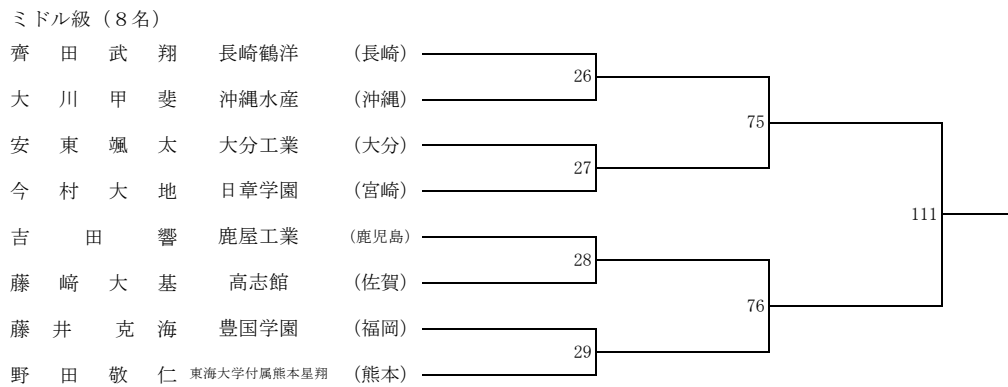 ミドル級(8名)
齊田武翔 長崎鶴洋 (長崎)
26
大川甲斐 沖縄水産 (沖縄)
75
安東颯太 大分工業 (大分)
27
今村大地 日章学園 (宮崎)
111
吉田響 鹿屋工業 (鹿児島)
28
藤﨑大基 高志館 (佐賀)
76
藤井克海 豊国学園 (福岡)
29
野田敬仁 東海大学付属熊本星翔 (熊本)